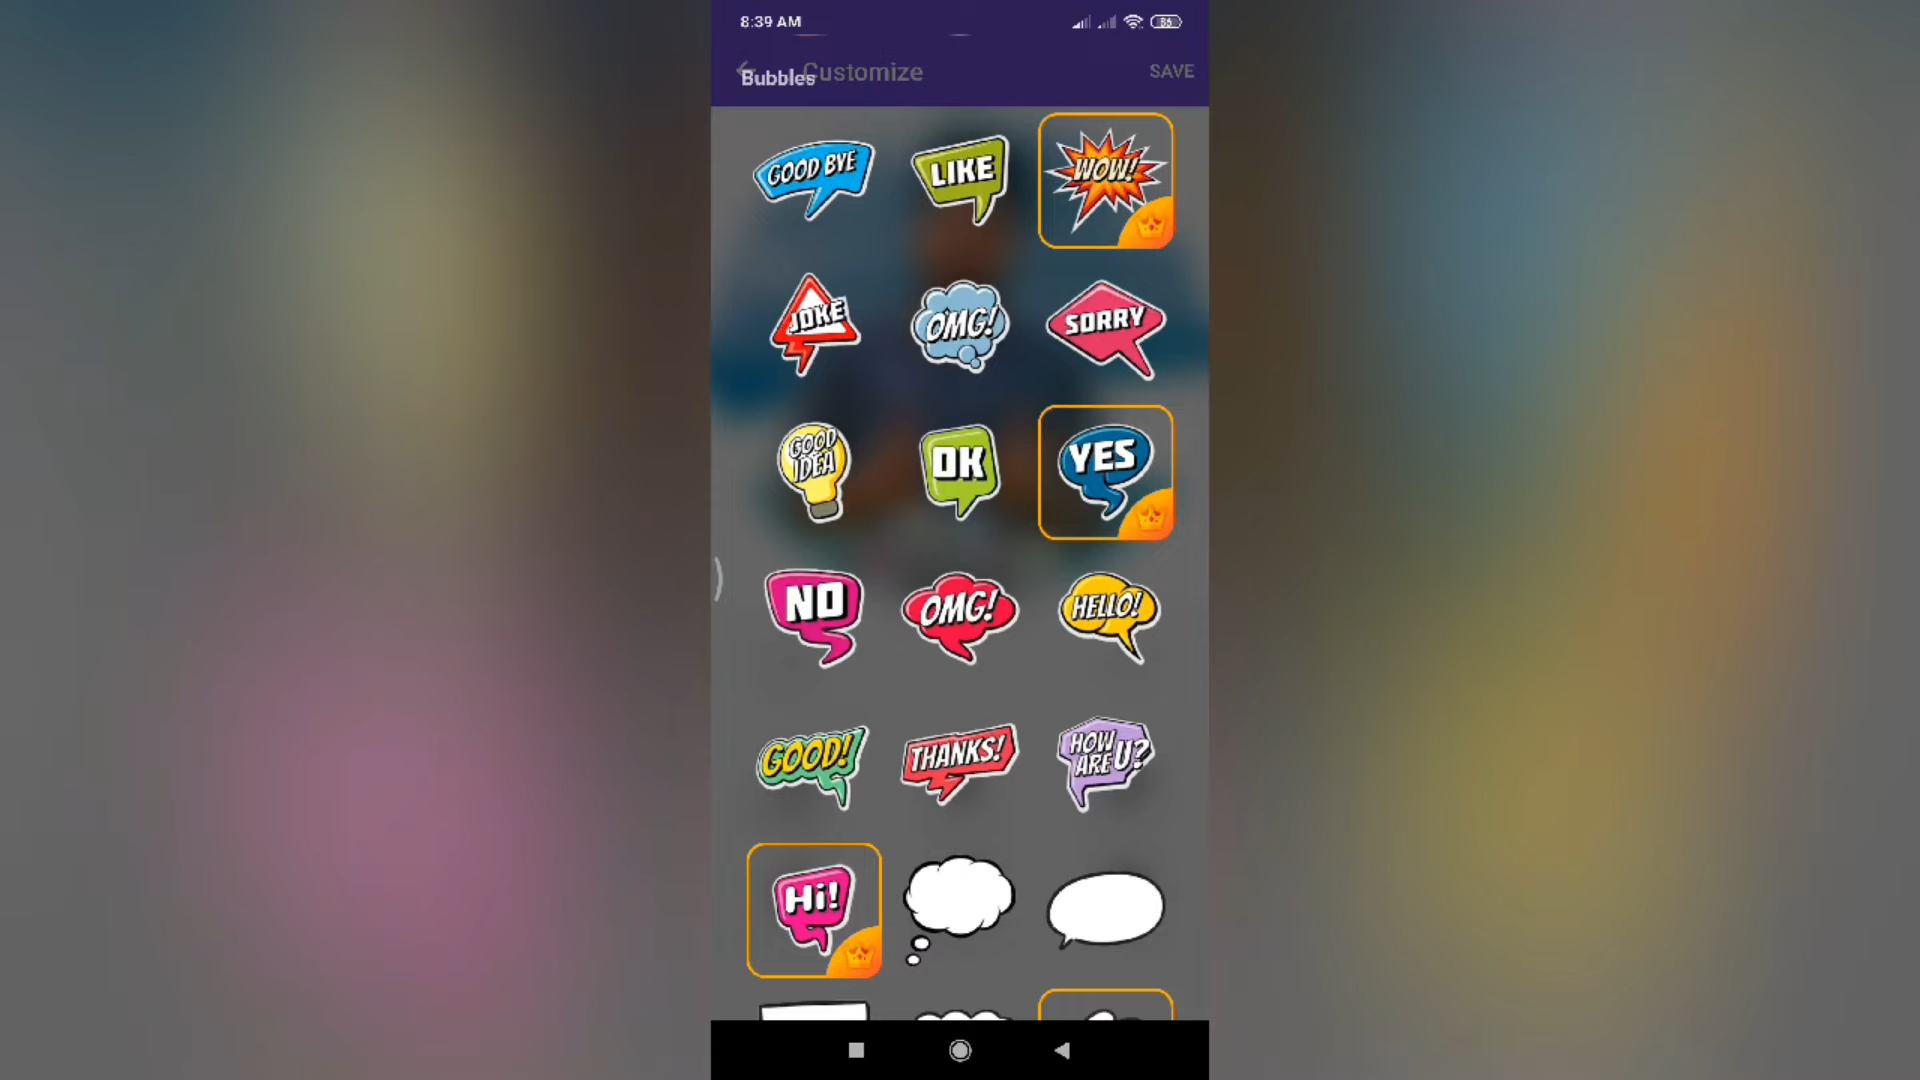 8:39 AM
86
Customize
Bubbles
SAVE
GOOD BYE
LIKE
WOW!
JOKE
OMG!
SORRY
GOOD
IDEA
OK
YES
NO
OMG!
HELLO!
GOOD!
THANKS!
HOW
ARE U?
Hi!